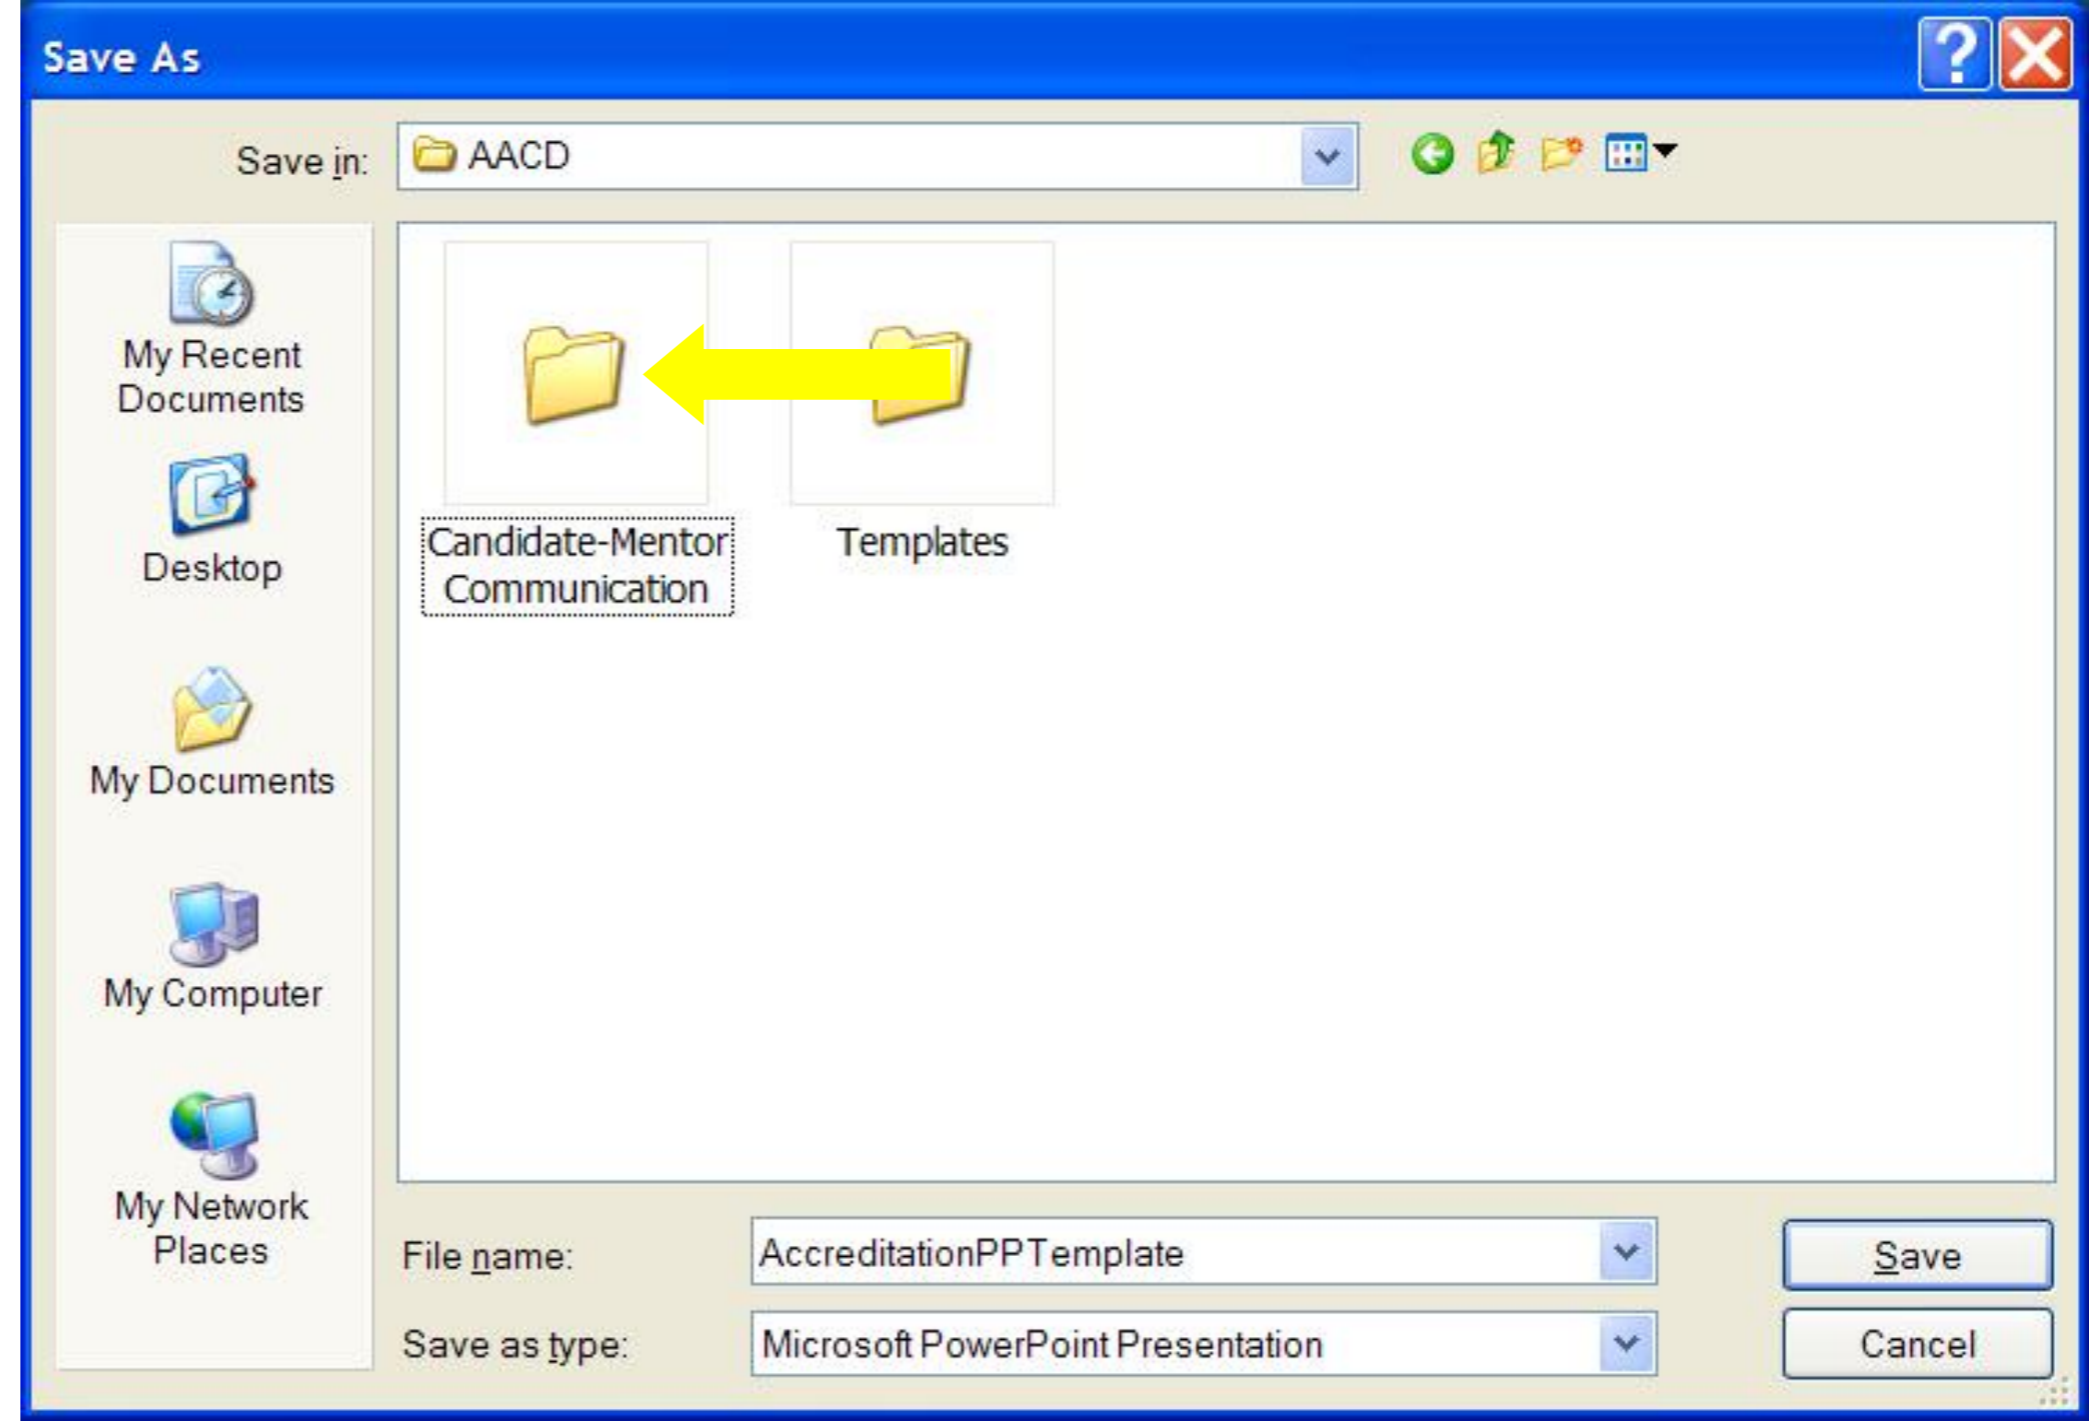 Save As
Save in:
AACD
My Recent
Documents
Desktop
My Documents
My Computer
My Network
Places
Candidate-Mentor
Communication
Templates
File name:
AccreditationPPTemplate
Save
Save as type:
Microsoft PowerPoint Presentation
Cancel